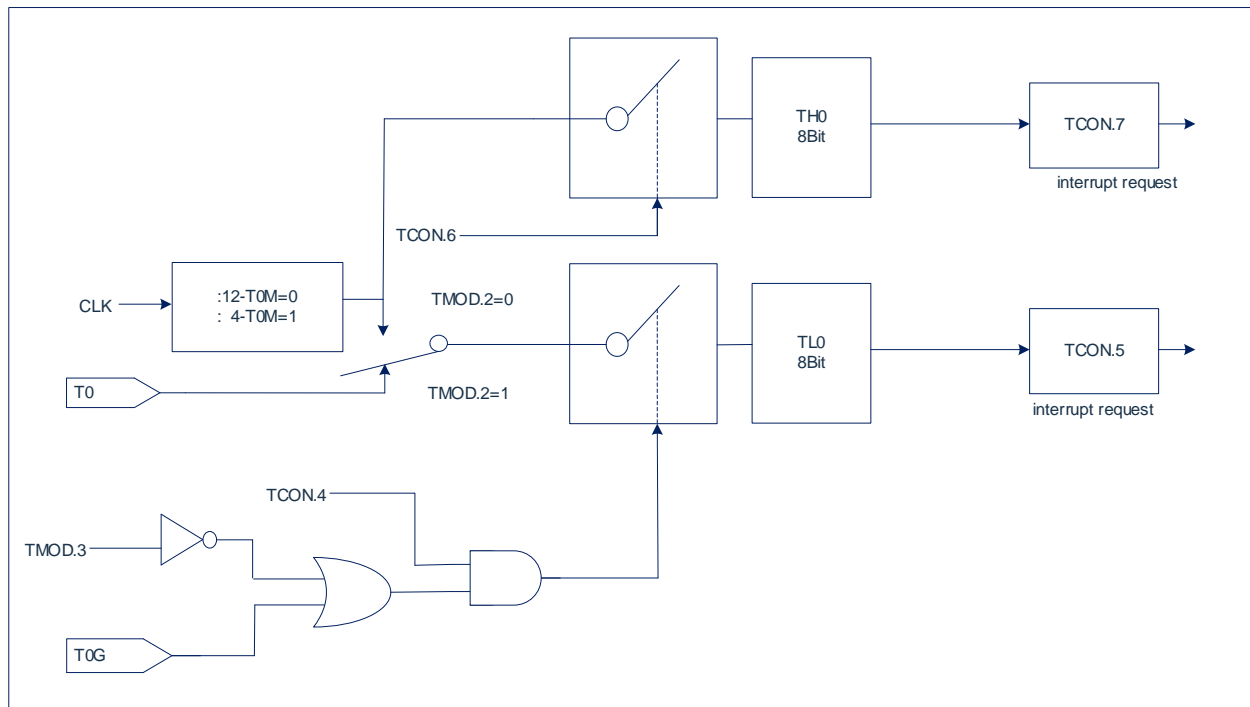 TH0
8Bit
TCON.7
interrupt request
TCON.6
CLK
:12-T0M=0
: 4-T0M=1
TMOD.2=0
TL0
8Bit
TCON.5
T0
TMOD.2=1
interrupt request
TCON.4
TMOD.3
T0G